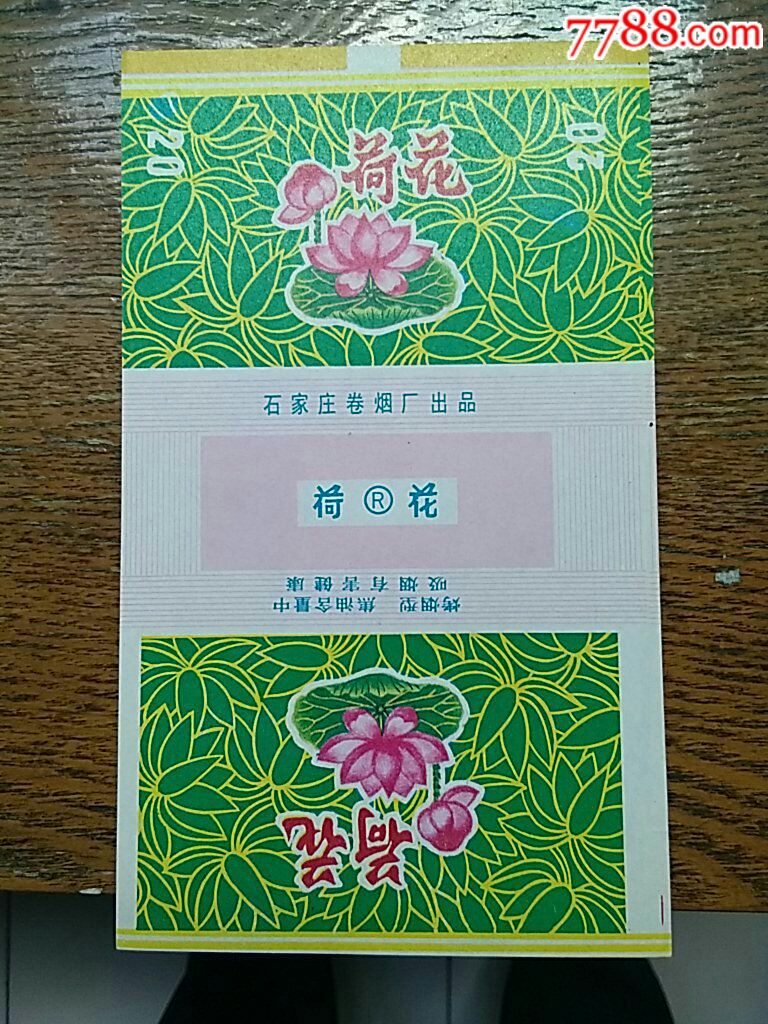 7788.com
20
荷花
20
石家庄卷烟厂出品
荷®花
吸烟有害健康
烤烟型 焦油含量中
荷花